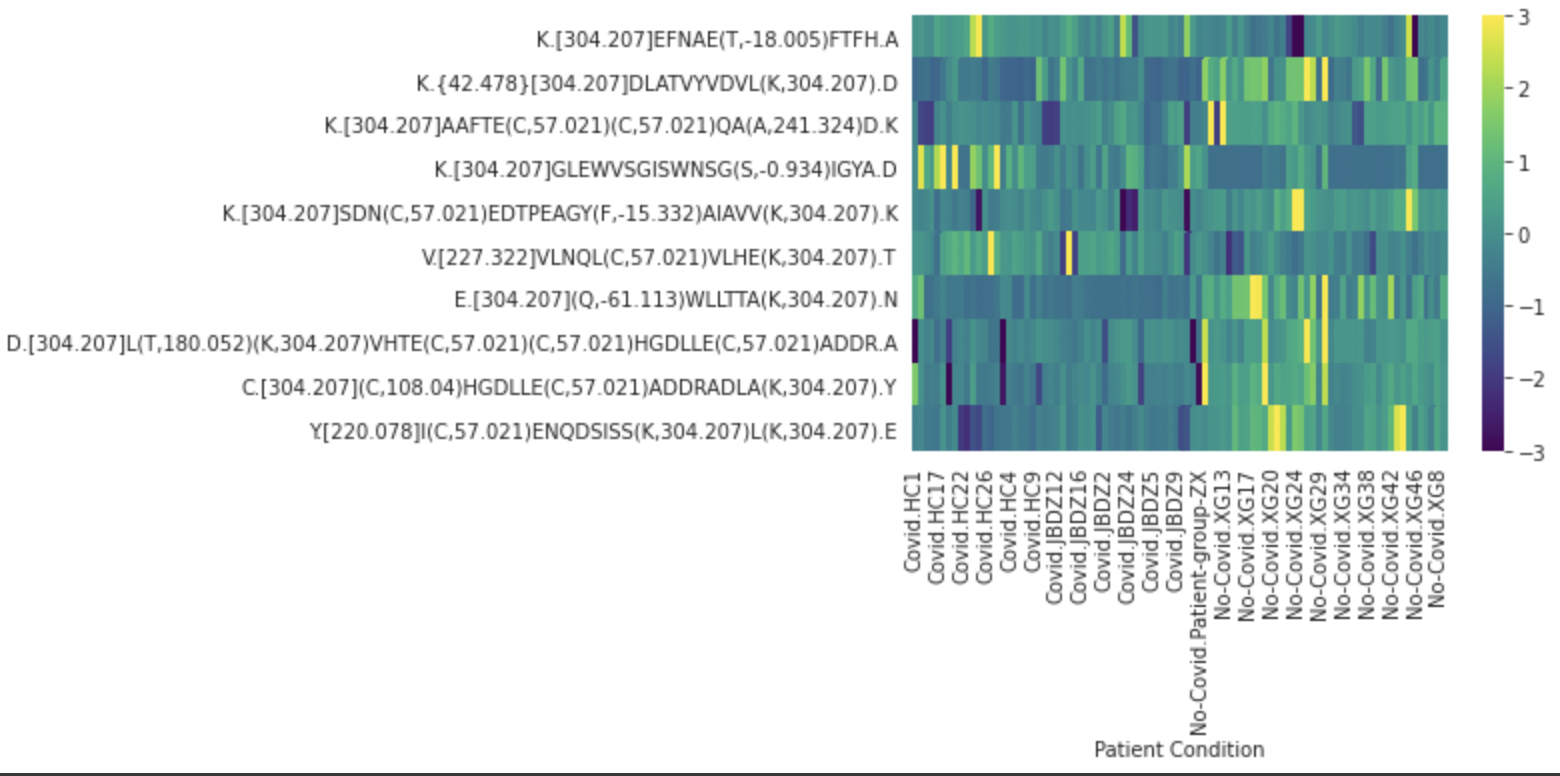 K.[304.207]EFNAE(T,-18.005)FTFH.A
K.{42.478}[304.207]DLATVYVDVL(K,304.207).D
K.[304.207]AAFTE(C,57.021)(C,57.021)QA(A,241.324)D.K
K.[304.207]GLEWVSGISWNSG(S,-0.934)IGYA.D
K.[304.207]SDN(C,57.021)EDTPEAGY(F,-15.332)AIAVV(K,304.207).K
V.[227.322]VLNQL(C,57.021)VLHE(K,304.207).T
E.[304.207](Q,-61.113)WLLTTA(K,304.207).N
D.[304.207]L(T,180.052)(K,304.207)VHTE(C,57.021)(C,57.021)HGDLLE(C,57.021)ADDR.A
C.[304.207](C,108.04)HGDLLE(C,57.021)ADDRADLA(K,304.207).Y
Y.[220.078]I(C,57.021)ENQDSISS(K,304.207)L(K,304.207).E
3
2
1
0
−1
−2
−3
Covid.HC1
Covid.HC17
Covid.HC22
Covid.HC26
Covid.HC4
Covid.HC9
Covid.JBDZ12
Covid.JBDZ16
Covid.JBDZ2
Covid.JBDZ24
Covid.JBDZ5
Covid.JBDZ9
No-Covid.Patient-group-ZX
No-Covid.XG13
No-Covid.XG17
No-Covid.XG20
No-Covid.XG24
No-Covid.XG29
No-Covid.XG34
No-Covid.XG38
No-Covid.XG42
No-Covid.XG46
No-Covid.XG8
Patient Condition